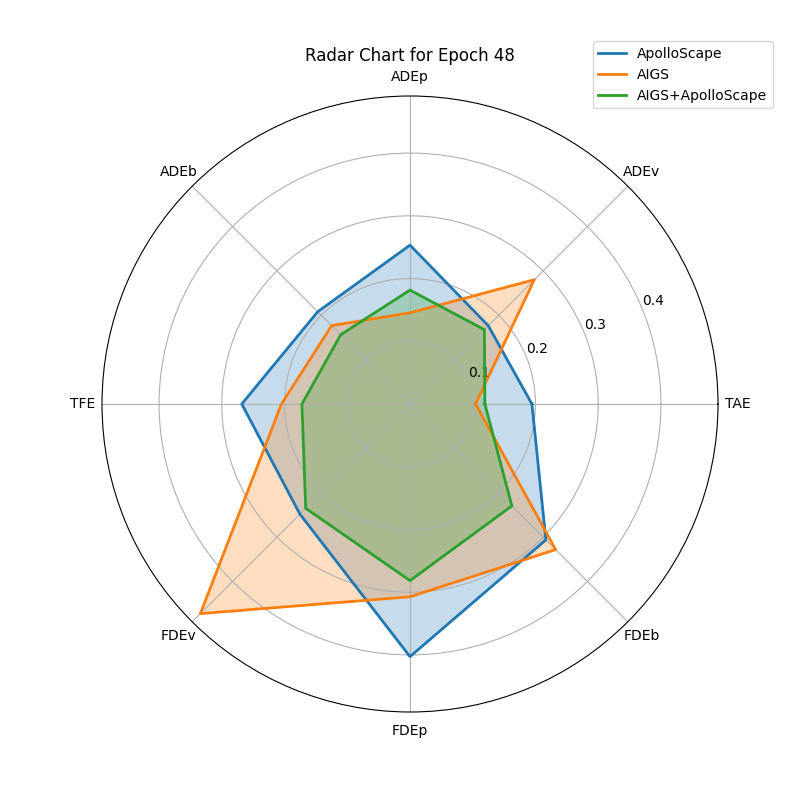 Radar Chart for Epoch 48
ApolloScape
AIGS
AIGS+ApolloScape
ADEp
ADEb
ADEv
0.4
0.3
0.2
0.1
TFE
TAE
FDEv
FDEb
FDEp